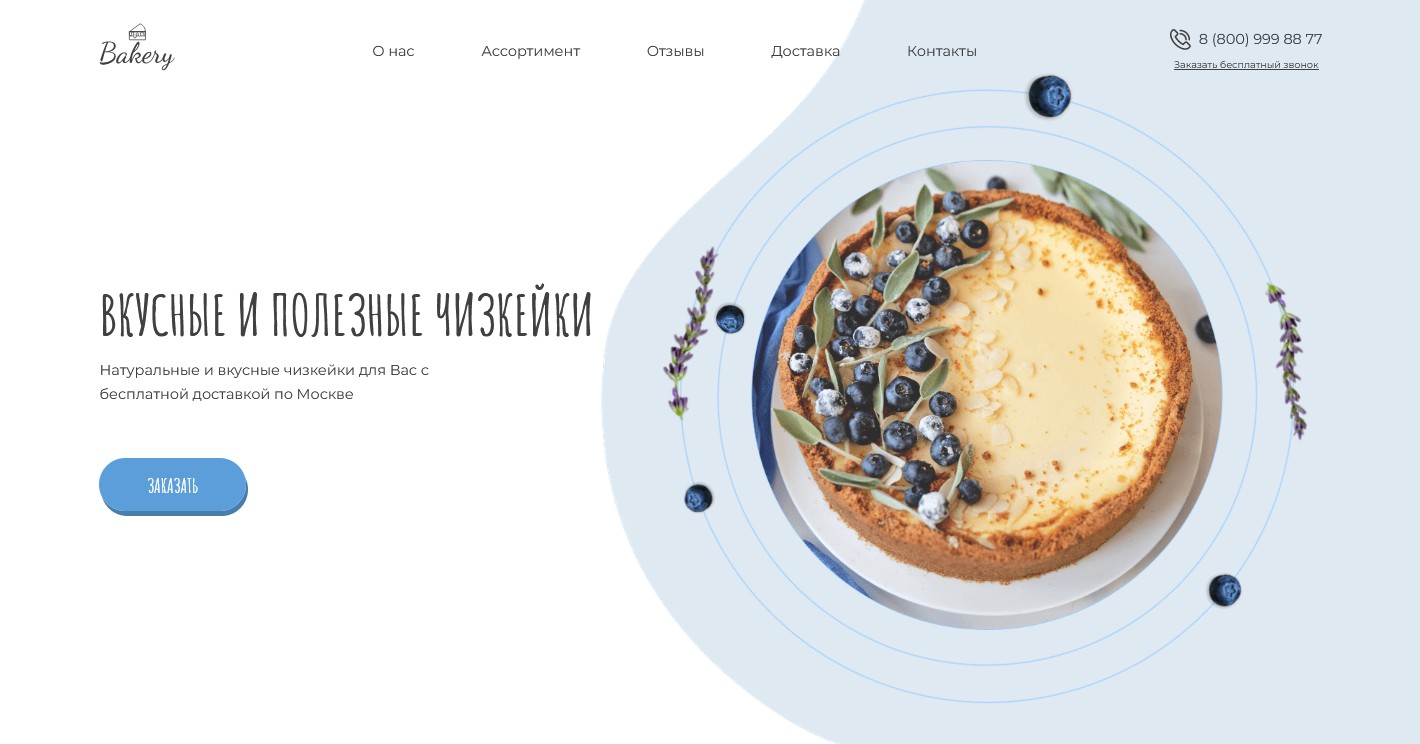 Bakery
О нас
Ассортимент
Отзывы
Доставка
Контакты
8 (800) 999 88 77
Заказать бесплатный звонок
ВКУСНЫЕ И ПОЛЕЗНЫЕ ЧИЗКЕЙКИ
Натуральные и вкусные чизкейки для Вас с
бесплатной доставкой по Москве
ЗАКАЗАТЬ